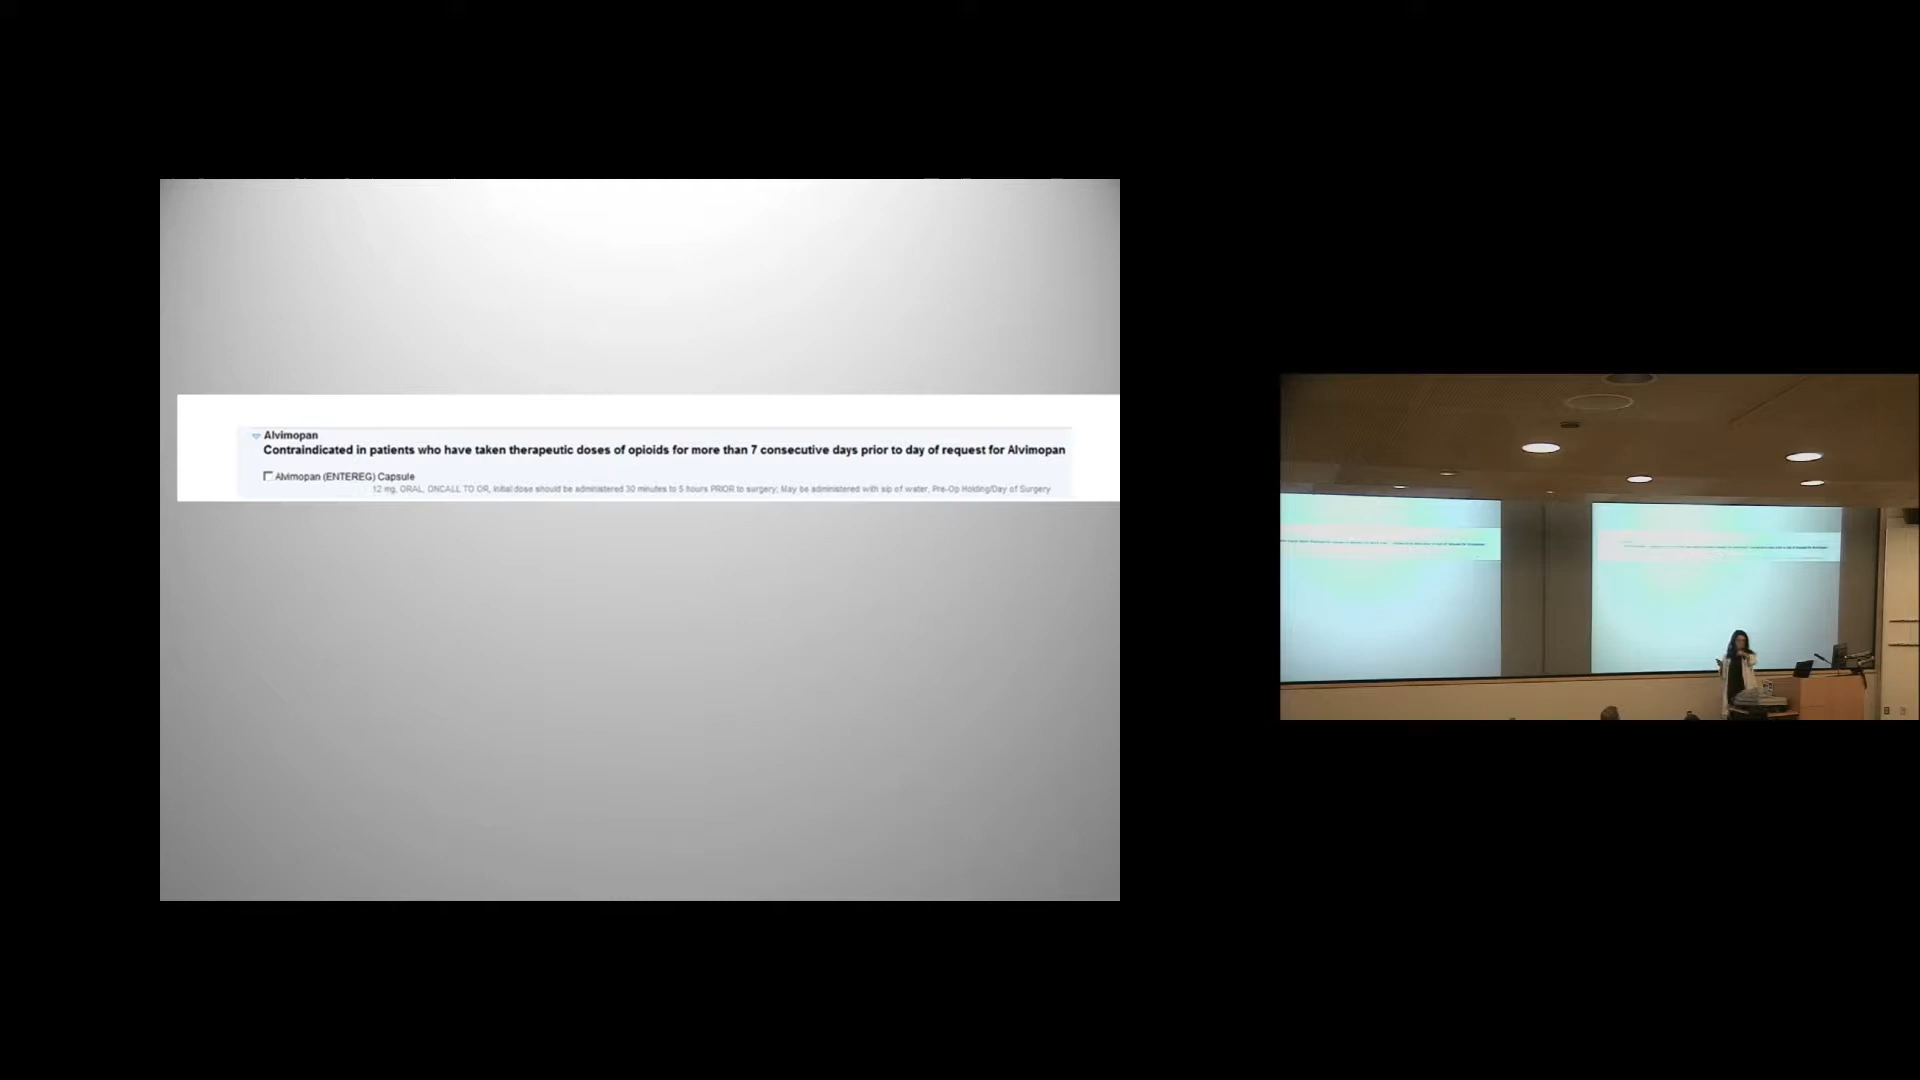 Alvimopan
Contraindicated in patients who have taken therapeutic doses of opioids for more than 7 consecutive days prior to day of request for Alvimopan
Alvimopan (ENTEREG) Capsule
12 mg, ORAL, ONCALL TO OR, Initial dose should be administered 30 minutes to 5 hours PRIOR to surgery; May be administered with sip of water, Pre-Op Holding/Day of Surgery